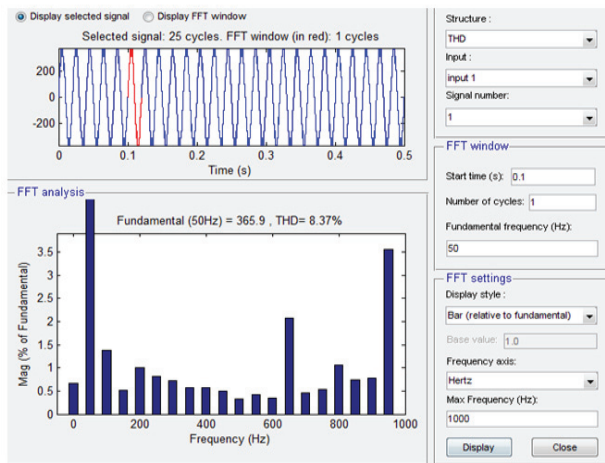 Display selected signal
Display FFT window
Selected signal: 25 cycles. FFT window (in red): 1 cycles
200
0
-200
0
0.1
0.2
0.3
0.4
0.5
Time (s)
FFT analysis
Fundamental (50Hz) = 365.9 , THD= 8.37%
3.5
3
2.5
2
1.5
1
0.5
0
0
200
400
600
800
1000
Mag (% of Fundamental)
Frequency (Hz)
Structure :
THD
Input :
input 1
Signal number:
1
FFT window
Start time (s): 0.1
Number of cycles: 1
Fundamental frequency (Hz):
50
FFT settings
Display style :
Bar (relative to fundamental)
Base value: 1.0
Frequency axis:
Hertz
Max Frequency (Hz):
1000
Display
Close